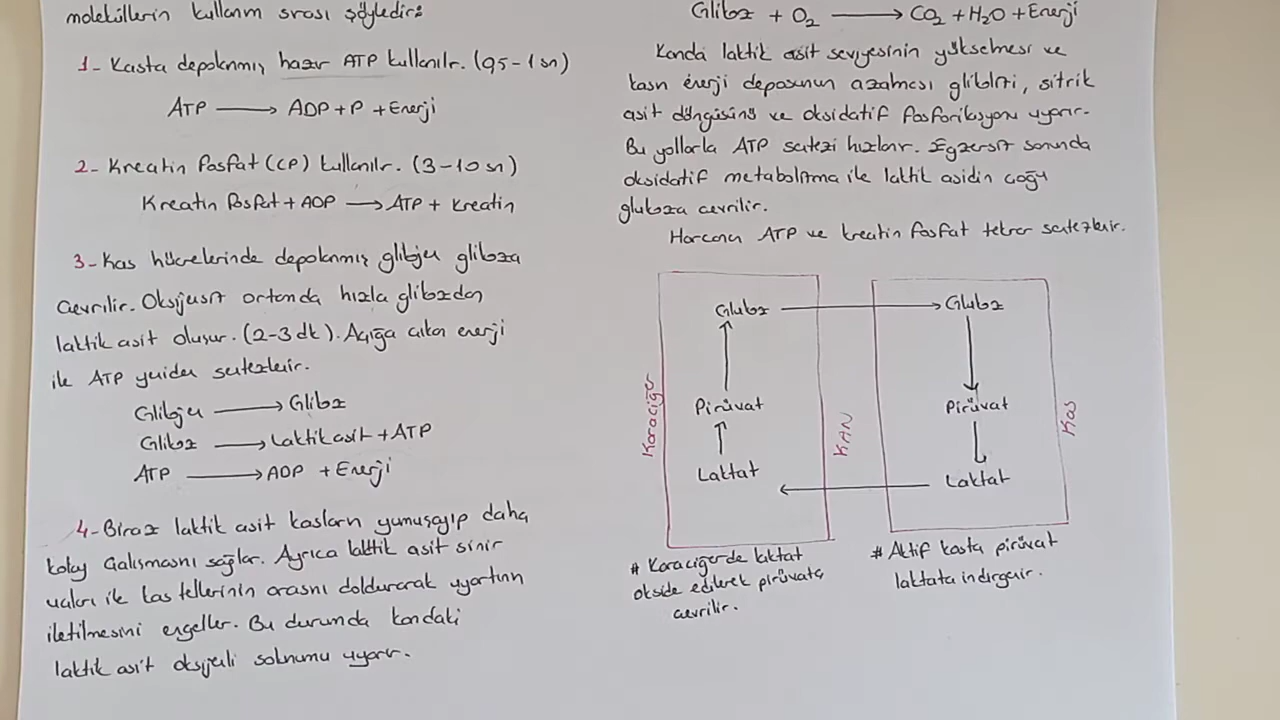 moleküllerin kullanım sırası şöyledir:
1- Kasta depolanmış hazır ATP kullanılır. (0,5-1 sn)
ATP → ADP + P + Enerji
2- Kreatin fosfat (CP) kullanılır. (3-10 sn)
Kreatin fosfat + ADP → ATP + Kreatin
3- Kas hücrelerinde depolanmış glikojen glikoza
çevrilir. Oksijensiz ortamda hızla glikozdan
laktik asit oluşur. (2-3 dk). Açığa çıkan enerji
ile ATP yeniden sentezlenir.
Glikojen → Glikoz
Glikoz → Laktik asit + ATP
ATP → ADP + Enerji
4- Biraz laktik asit kasların yumuşayıp daha
kolay çalışmasını sağlar. Ayrıca laktik asit sinir
uçları ile kas tellerinin arasını doldurarak uyartının
iletilmesini engeller. Bu durumda kandaki
laktik asit oksijenli solunumu uyarır.
Glikoz + O₂ → CO₂ + H₂O + Enerji
Kanda laktik asit seviyesinin yükselmesi ve
kasın enerji deposunun azalması glikolizi, sitrik
asit döngüsünü ve oksidatif fosforilasyonu uyarır.
Bu yollarla ATP sentezi hızlanır. Egzersiz sonunda
oksidatif metabolizma ile laktik asidin çoğu
glukoza çevrilir.
Harcanan ATP ve kreatin fosfat tekrar sentezlenir.
Glukoz → Glukoz
Karaciğer
Pirüvat
KAN
Pirüvat
Kas
Laktat
Laktat
# Karaciğerde laktat
okside edilerek pirüvata
çevrilir.
# Aktif kasta pirüvat
laktata indirgenir.